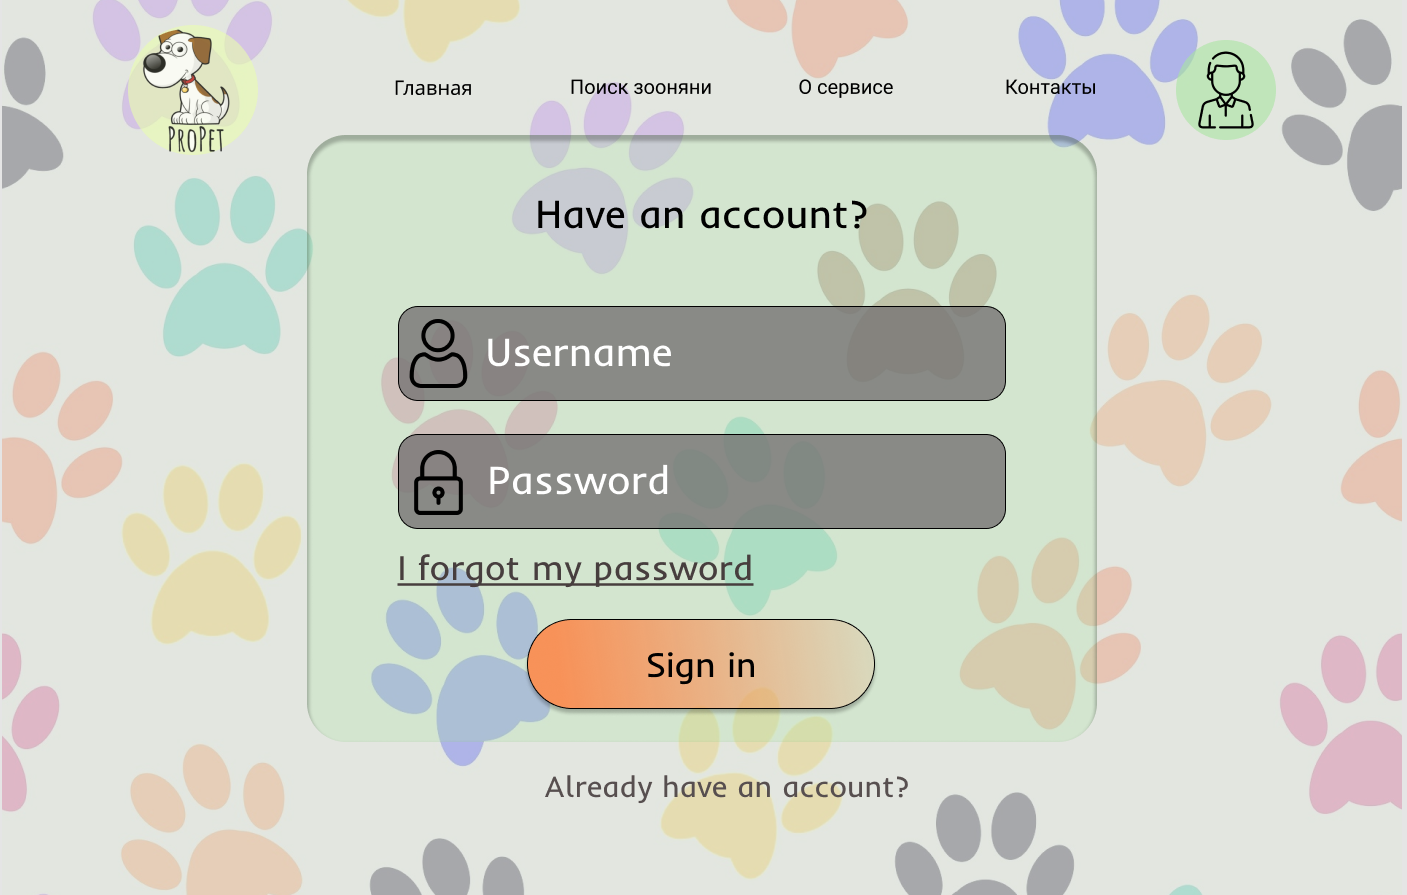 Главная
Поиск зооняни
О сервисе
Контакты
PROPET
Have an account?
Username
Password
I forgot my password
Sign in
Already have an account?